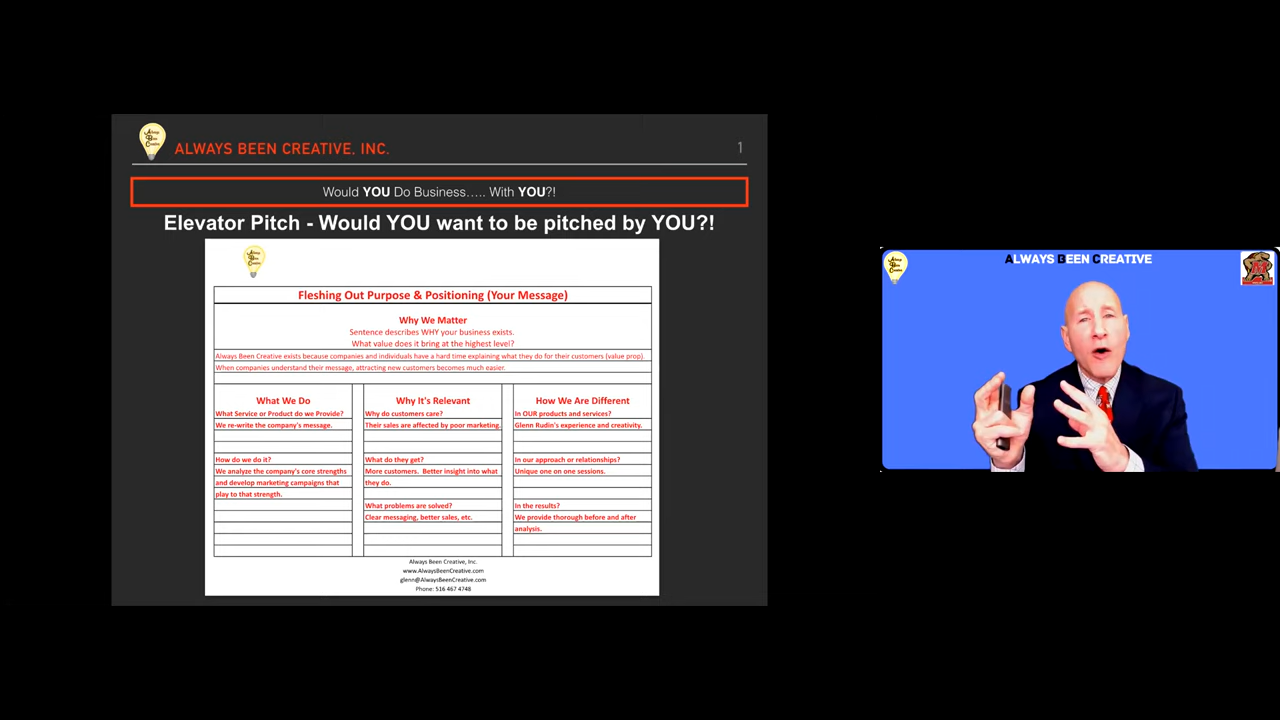 Always
Been
Creative
ALWAYS BEEN CREATIVE, INC.
1
Would YOU Do Business..... With YOU?!
Elevator Pitch - Would YOU want to be pitched by YOU?!
Always
Been
Creative
Fleshing Out Purpose & Positioning (Your Message)
Why We Matter
Sentence describes WHY your business exists.
What value does it bring at the highest level?
Always Been Creative exists because companies and individuals have a hard time explaining what they do for their customers (value prop).
When companies understand their message, attracting new customers becomes much easier.
What We Do
What Service or Product do we Provide?
We re-write the company's message.
How do we do it?
We analyze the company's core strengths
and develop marketing campaigns that
play to that strength.
Why It's Relevant
Why do customers care?
Their sales are affected by poor marketing.
What do they get?
More customers. Better insight into what
they do.
What problems are solved?
Clear messaging, better sales, etc.
How We Are Different
In OUR products and services?
Glenn Rudin's experience and creativity.
In our approach or relationships?
Unique one on one sessions.
In the results?
We provide thorough before and after
analysis.
Always Been Creative, Inc.
www.AlwaysBeenCreative.com
glenn@AlwaysBeenCreative.com
Phone: 516 467 4748
Always
Been
Creative
ALWAYS BEEN CREATIVE
M